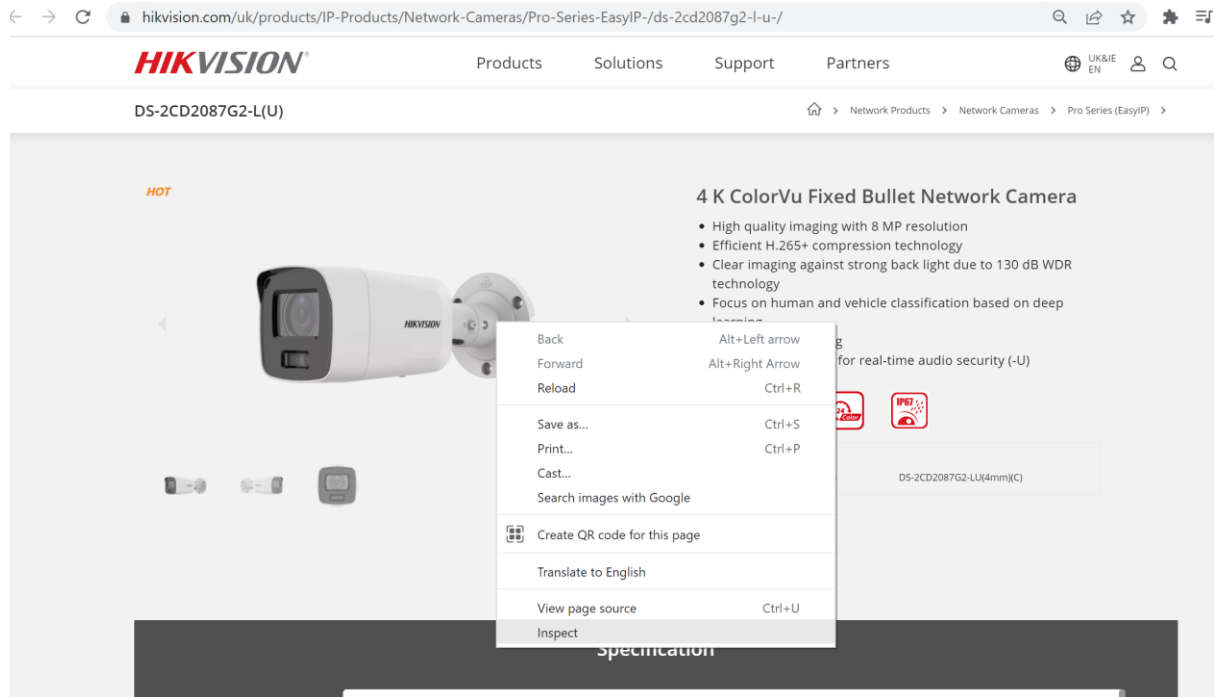 hikvision.com/uk/products/IP-Products/Network-Cameras/Pro-Series-EasyIP-/ds-2cd2087g2-l-u-/
HIKVISION®
Products Solutions Support Partners
UK&IE
EN
DS-2CD2087G2-L(U)
Network Products > Network Cameras > Pro Series (EasyIP) >
HOT
HIKVISION
4 K ColorVu Fixed Bullet Network Camera
• High quality imaging with 8 MP resolution
• Efficient H.265+ compression technology
• Clear imaging against strong back light due to 130 dB WDR
technology
• Focus on human and vehicle classification based on deep
learning
g
for real-time audio security (-U)
24
Color
IP67
DS-2CD2087G2-LU(4mm)(C)
Back Alt+Left arrow
Forward Alt+Right Arrow
Reload Ctrl+R
Save as... Ctrl+S
Print... Ctrl+P
Cast...
Search images with Google
Create QR code for this page
Translate to English
View page source Ctrl+U
Inspect
Specification